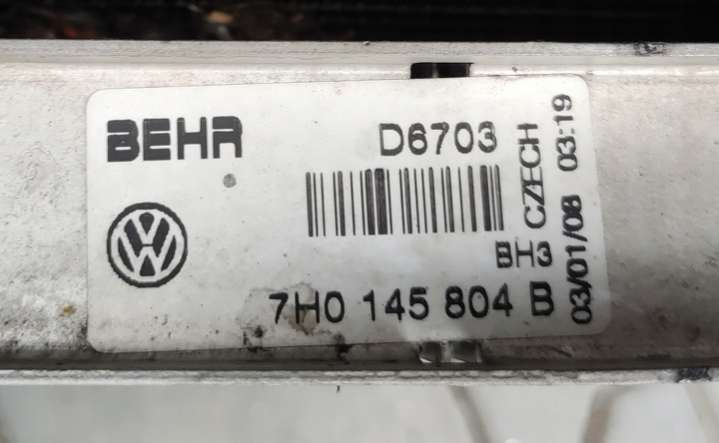 BEHR
D6703
BH3
7H0 145 804 B
CZECH
03/01/08 03:19